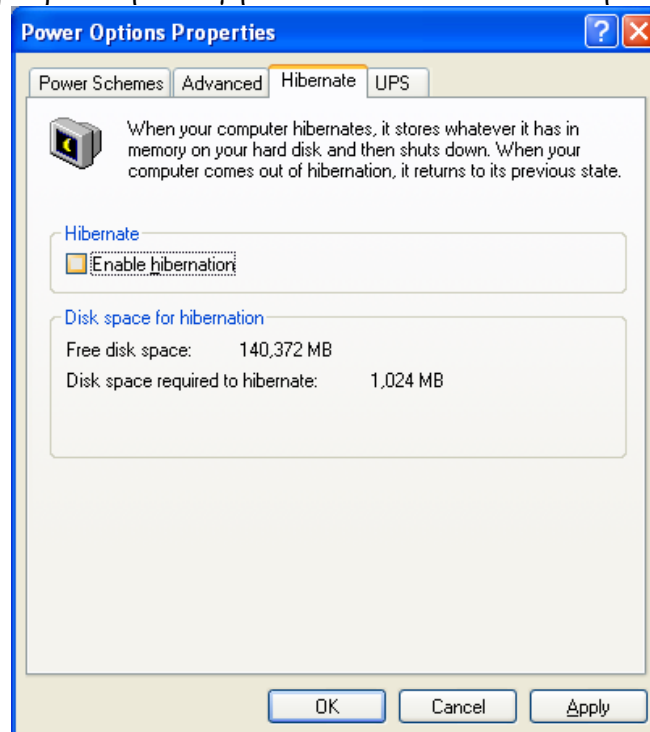 Power Options Properties
Power Schemes Advanced Hibernate UPS
When your computer hibernates, it stores whatever it has in
memory on your hard disk and then shuts down. When your
computer comes out of hibernation, it returns to its previous state.
Hibernate
Enable hibernation
Disk space for hibernation
Free disk space: 140,372 MB
Disk space required to hibernate: 1,024 MB
OK Cancel Apply